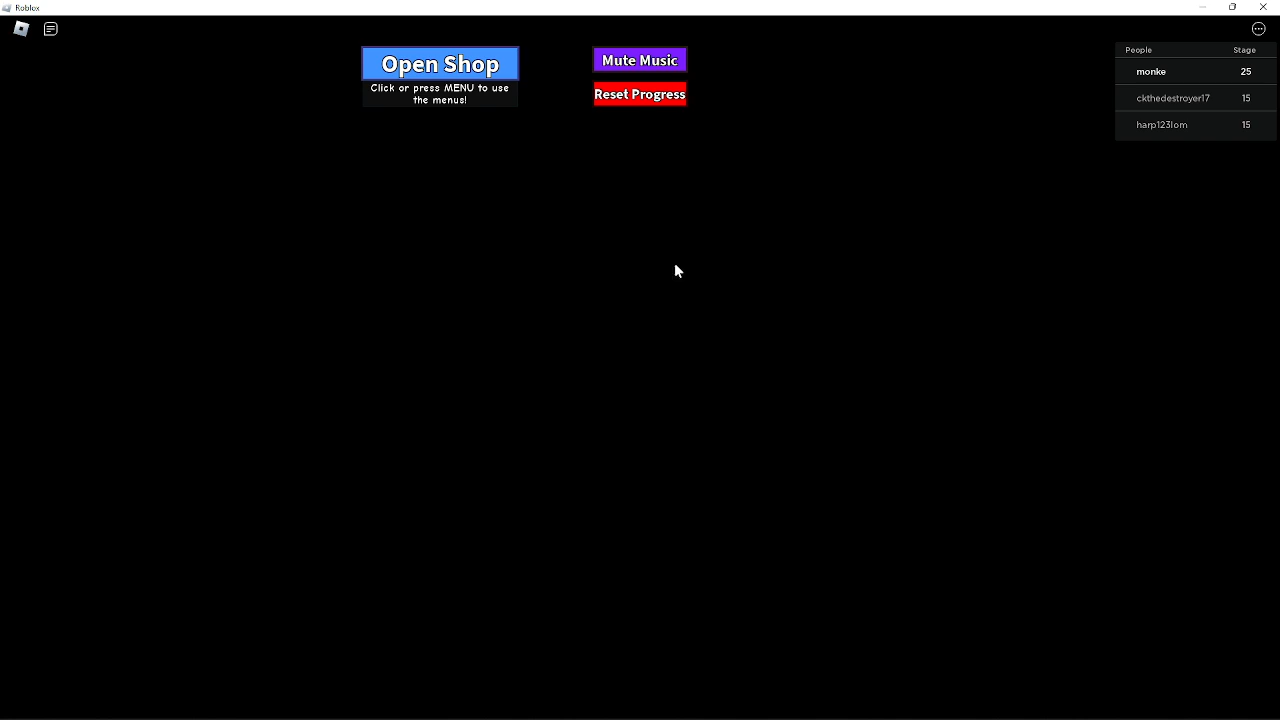 Roblox
Open Shop
Click or press MENU to use
the menus!
Mute Music
Reset Progress
People Stage
monke 25
ckthedestroyer17 15
harp123lom 15